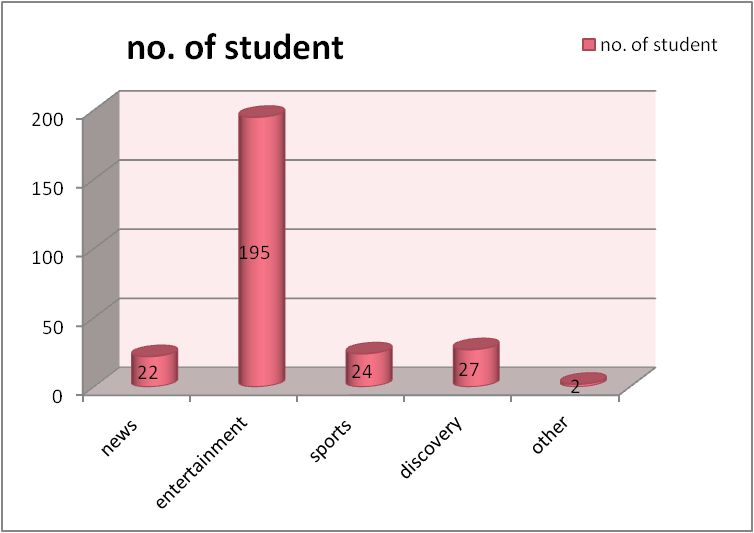 no. of student
no. of student
200
150
100
50
0
22
195
24
27
2
news
entertainment
sports
discovery
other